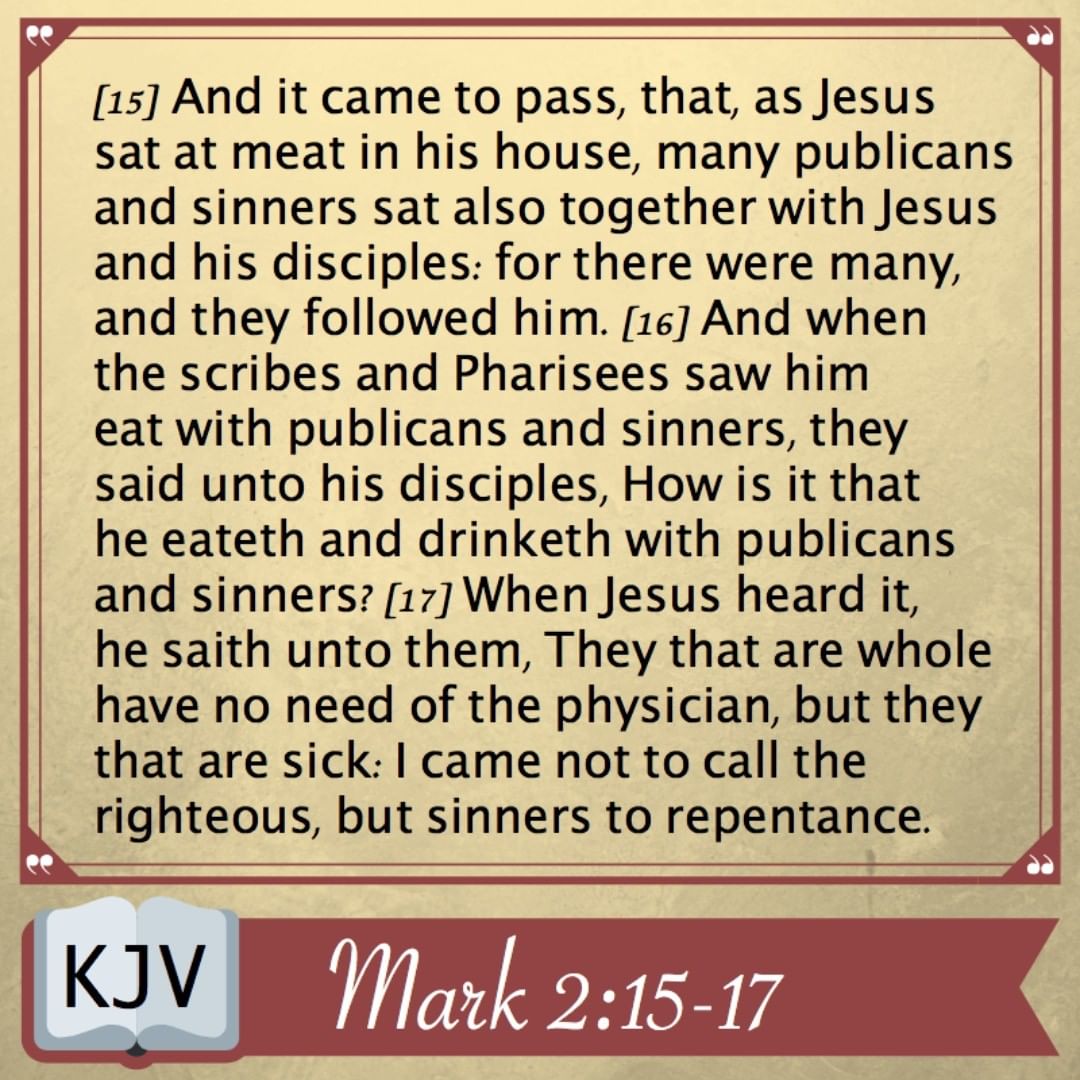 [15] And it came to pass, that, as Jesus
sat at meat in his house, many publicans
and sinners sat also together with Jesus
and his disciples: for there were many,
and they followed him. [16] And when
the scribes and Pharisees saw him
eat with publicans and sinners, they
said unto his disciples, How is it that
he eateth and drinketh with publicans
and sinners? [17] When Jesus heard it,
he saith unto them, They that are whole
have no need of the physician, but they
that are sick: I came not to call the
righteous, but sinners to repentance.
KJV
Mark 2:15-17